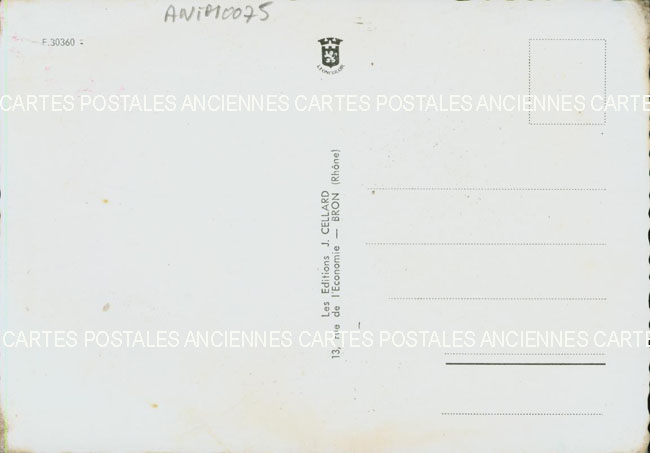 ANIM0075
F.30360
LYONCOLOR
CARTES POSTALES ANCIENNES CARTES POSTALES ANCIENNES CARTE
Les Editions J. CELLARD
13, rue de l'Economie — BRON (Rhône)
CARTES POSTALES ANCIENNES CARTES POSTALES ANCIENNES CARTE